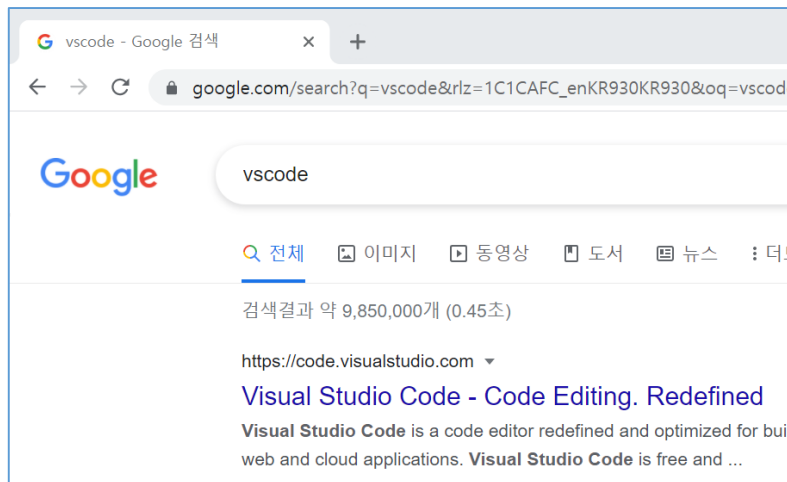 vscode - Google 검색
google.com/search?q=vscode&rlz=1C1CAFC_enKR930KR930&oq=vscod
Google
vscode
전체 이미지 동영상 도서 뉴스
검색결과 약 9,850,000개 (0.45초)
https://code.visualstudio.com
Visual Studio Code - Code Editing. Redefined
Visual Studio Code is a code editor redefined and optimized for bui
web and cloud applications. Visual Studio Code is free and ...